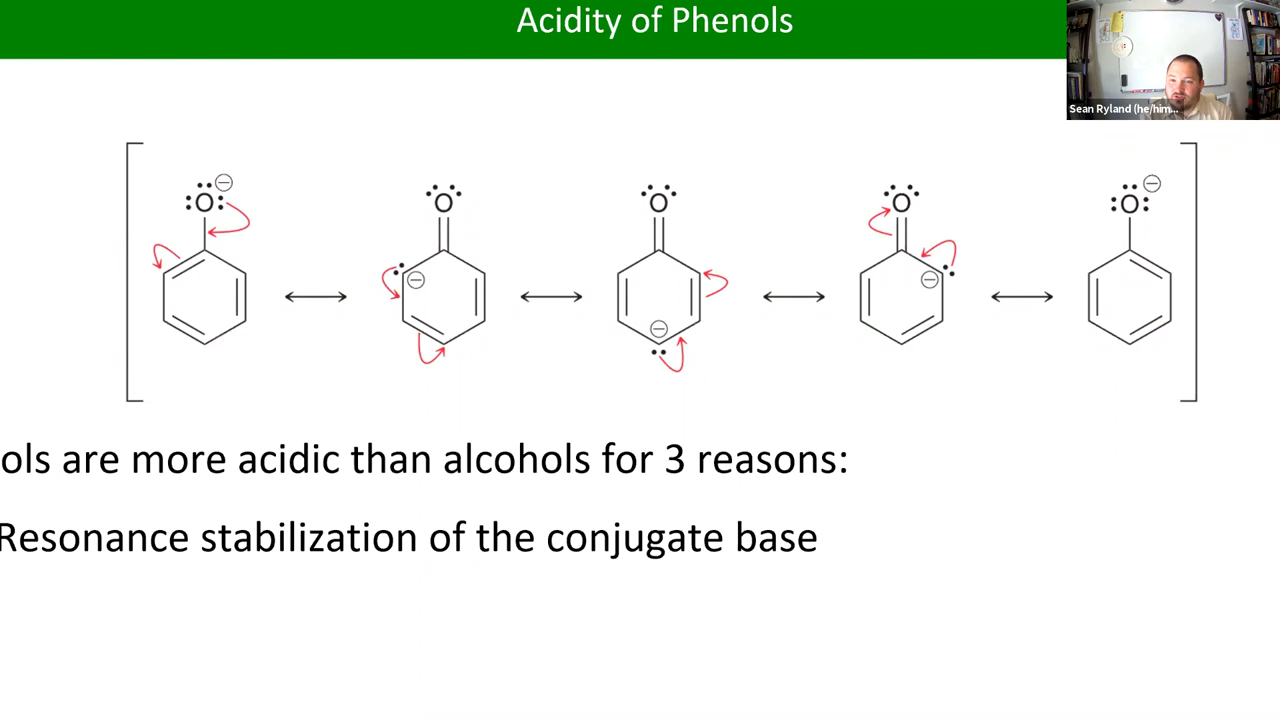 Acidity of Phenols
Sean Ryland (he/him...
O O O O O
ols are more acidic than alcohols for 3 reasons:
Resonance stabilization of the conjugate base